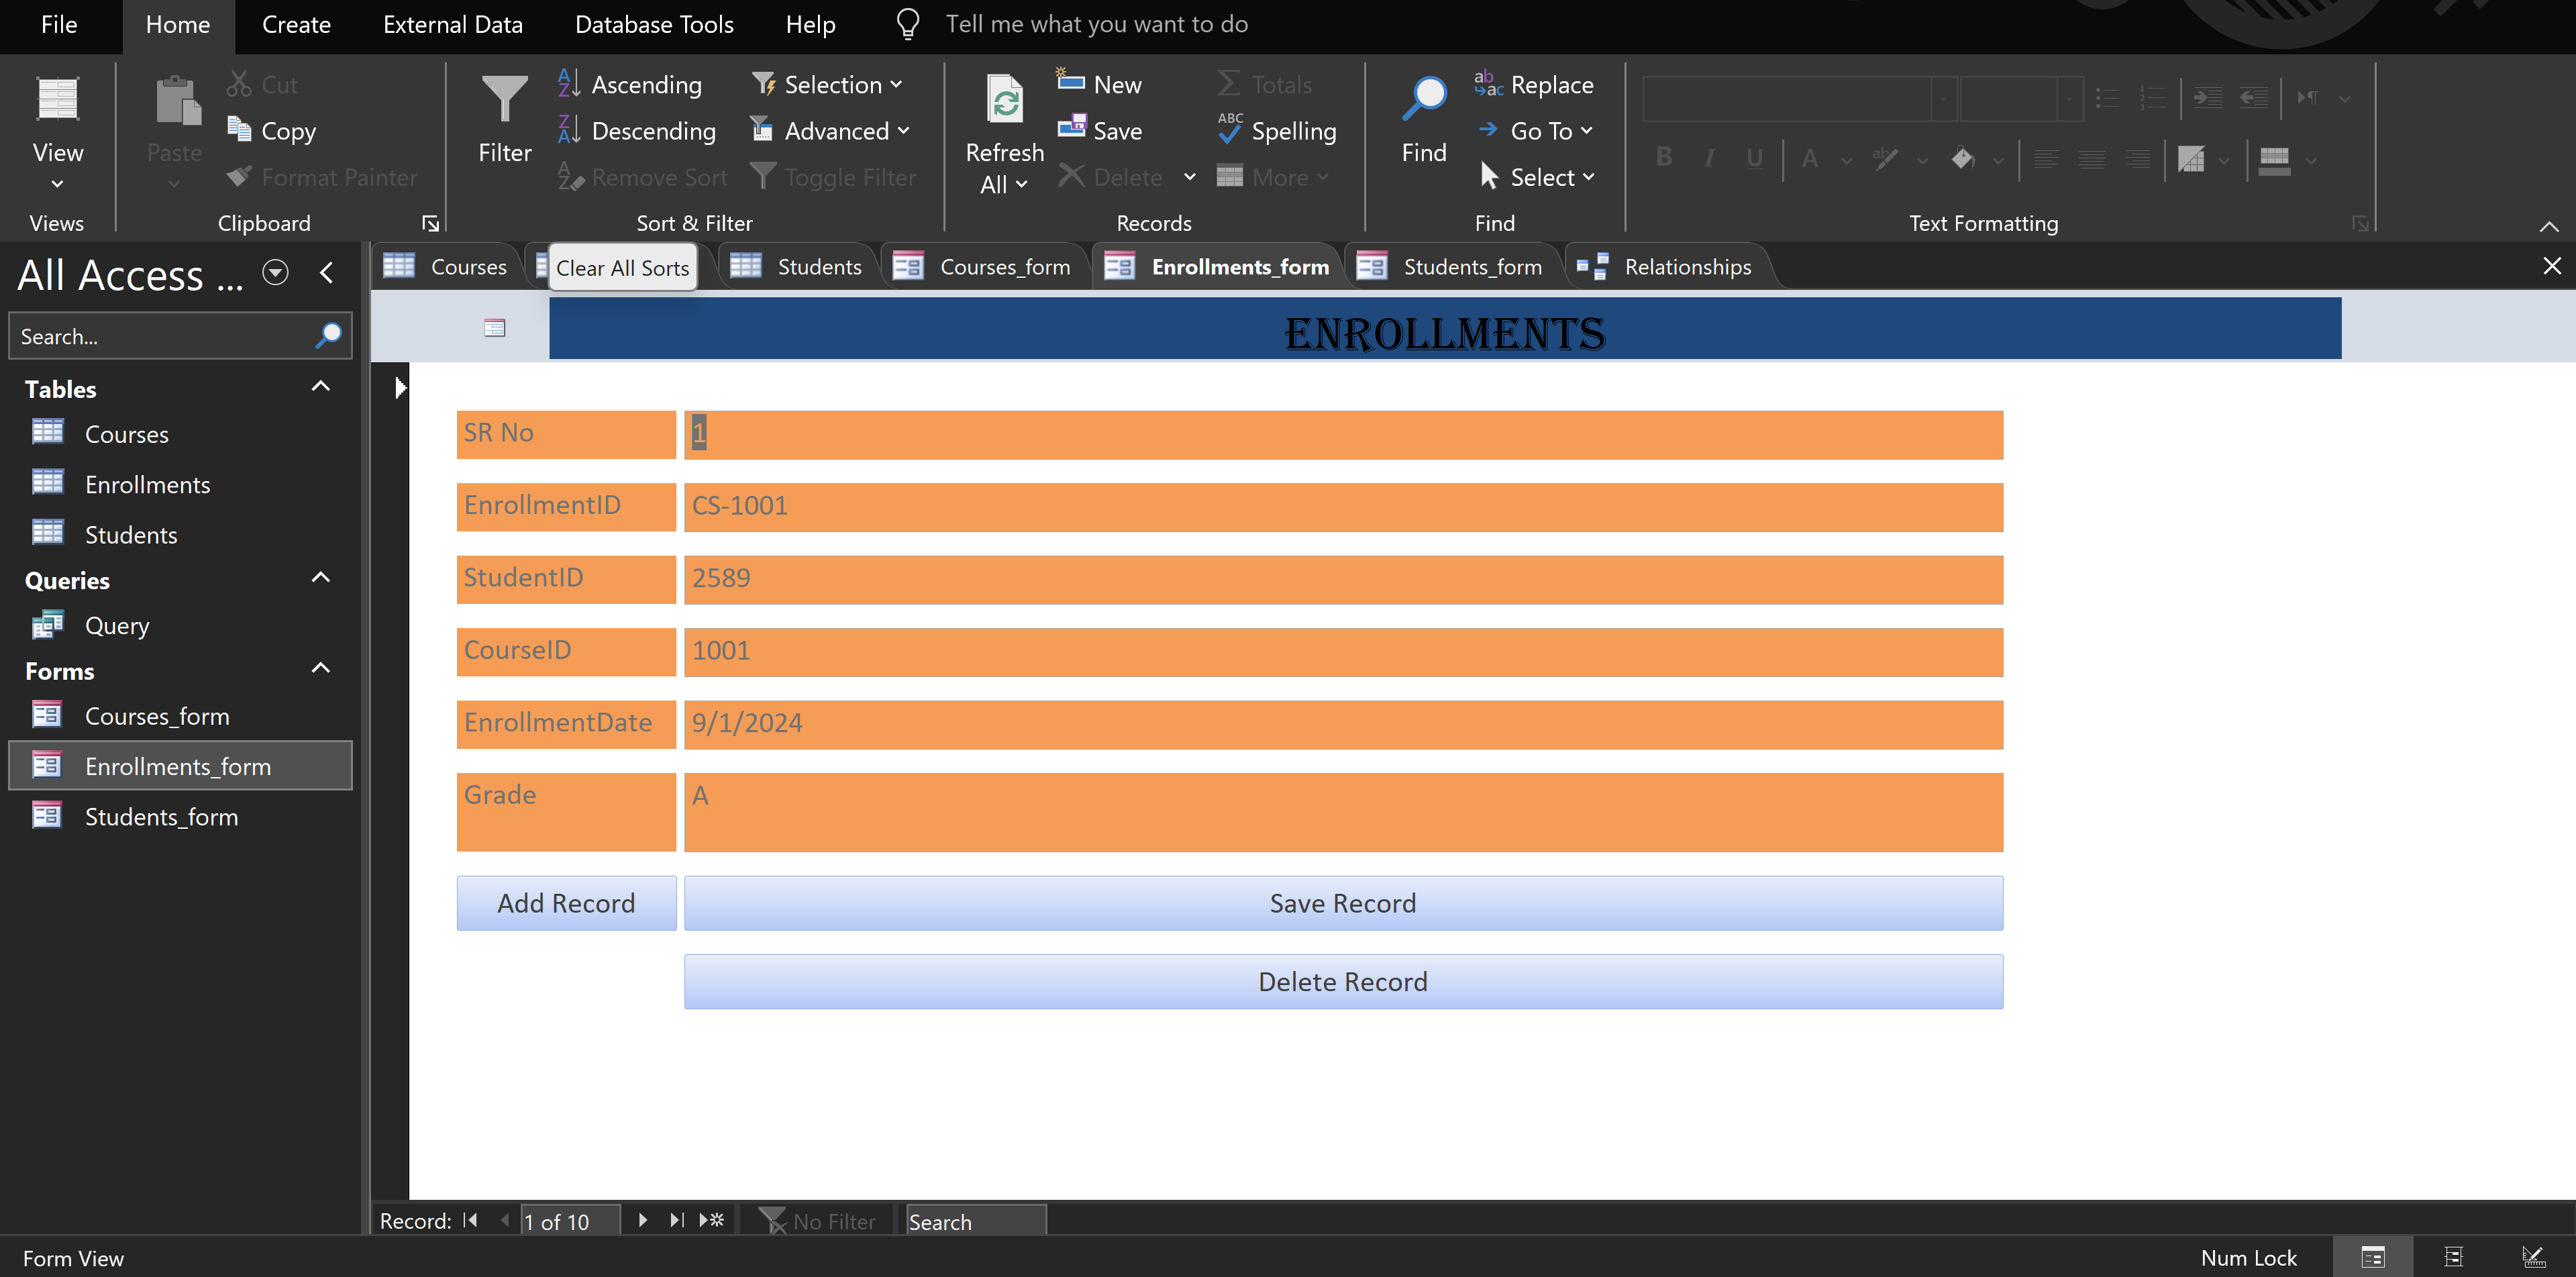 File Home Create External Data Database Tools Help Tell me what you want to do
Cut Ascending Selection New Totals Replace
Copy Descending Advanced Save Spelling Go To
View Paste Filter Refresh Find
Format Painter Remove Sort Toggle Filter All Delete More Select
Views Clipboard Sort & Filter Records Find Text Formatting
All Access ...
Courses Clear All Sorts Students Courses_form Enrollments_form Students_form Relationships
Search...
ENROLLMENTS
Tables
Courses
Enrollments
Students
Queries
Query
Forms
Courses_form
Enrollments_form
Students_form
SR No 1
EnrollmentID CS-1001
StudentID 2589
CourseID 1001
EnrollmentDate 9/1/2024
Grade A
Add Record Save Record
Delete Record
Record: 1 of 10 No Filter Search
Form View Num Lock